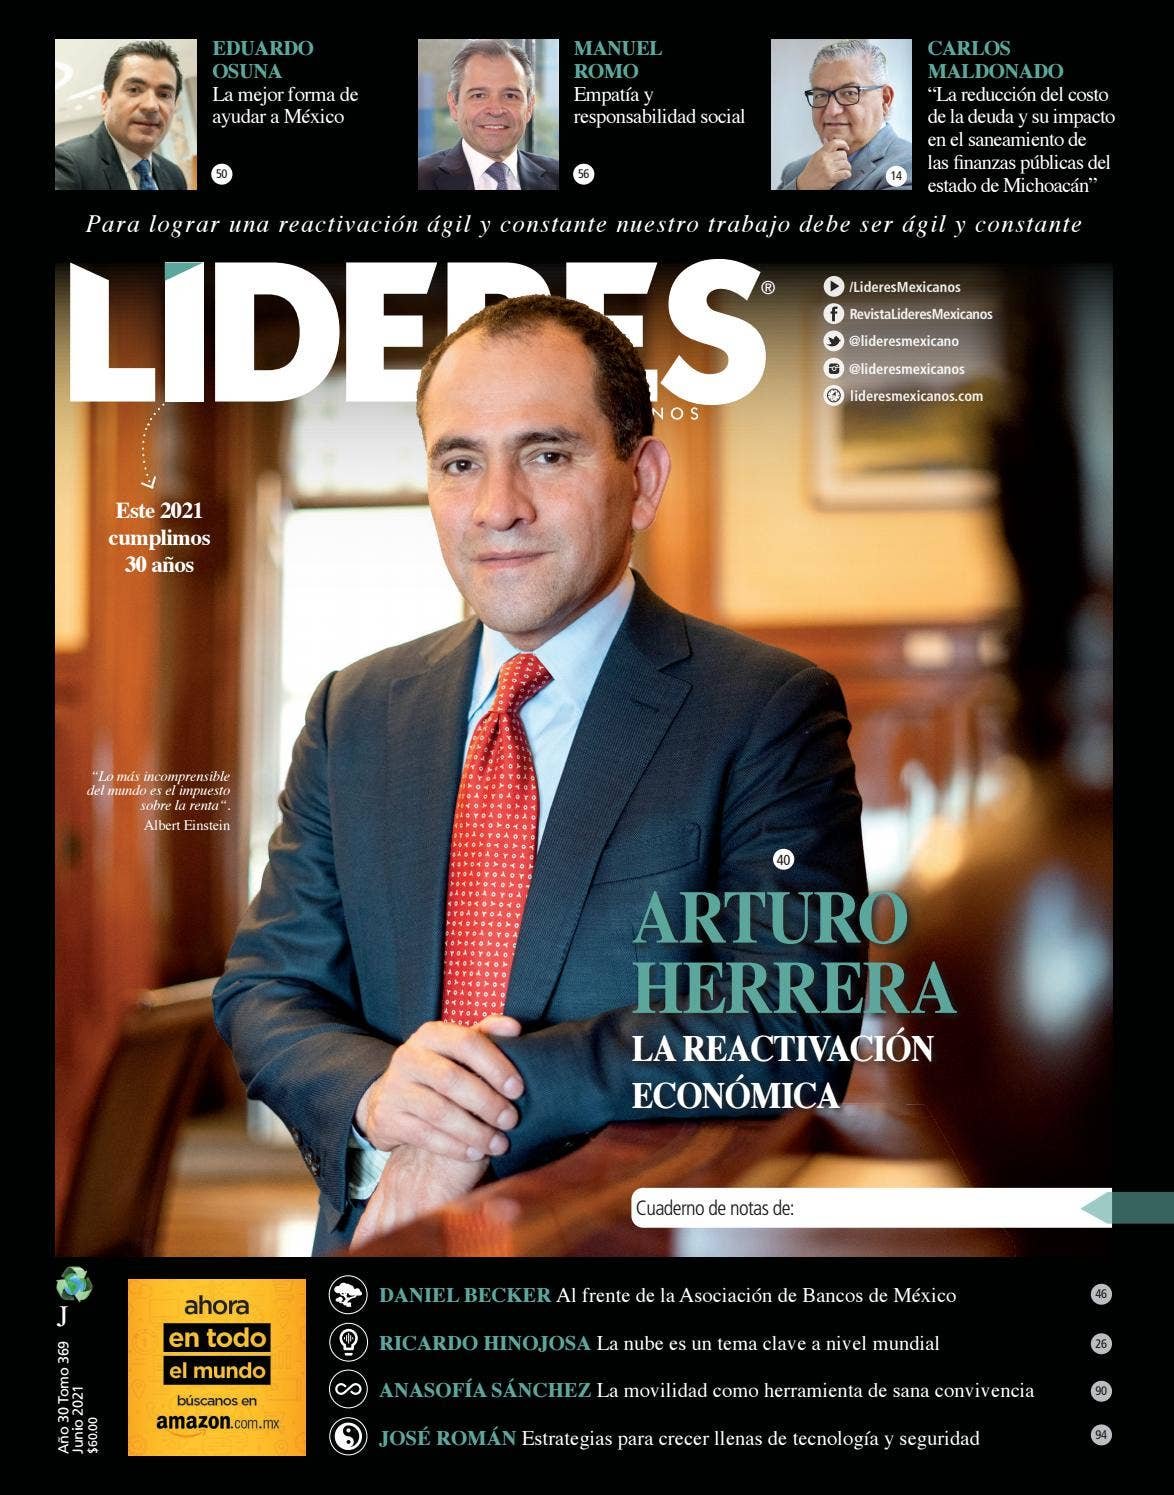 EDUARDO
OSUNA
La mejor forma de
ayudar a México
50
MANUEL
ROMO
Empatía y
responsabilidad social
56
CARLOS
MALDONADO
“La reducción del costo
de la deuda y su impacto
en el saneamiento de
las finanzas públicas del
estado de Michoacán”
14
Para lograr una reactivación ágil y constante nuestro trabajo debe ser ágil y constante
LÍDERES®
NOS
/LideresMexicanos
RevistaLideresMexicanos
@lideresmexicano
@lideresmexicanos
lideresmexicanos.com
Este 2021
cumplimos
30 años
“Lo más incomprensible
del mundo es el impuesto
sobre la renta“.
Albert Einstein
40
ARTURO
HERRERA
LA REACTIVACIÓN
ECONÓMICA
Cuaderno de notas de:
J
Año 30 Tomo 369
Junio 2021
$60.00
ahora
en todo
el mundo
búscanos en
amazon.com.mx
DANIEL BECKER Al frente de la Asociación de Bancos de México 46
RICARDO HINOJOSA La nube es un tema clave a nivel mundial 26
ANASOFÍA SÁNCHEZ La movilidad como herramienta de sana convivencia 90
JOSÉ ROMÁN Estrategias para crecer llenas de tecnología y seguridad 94